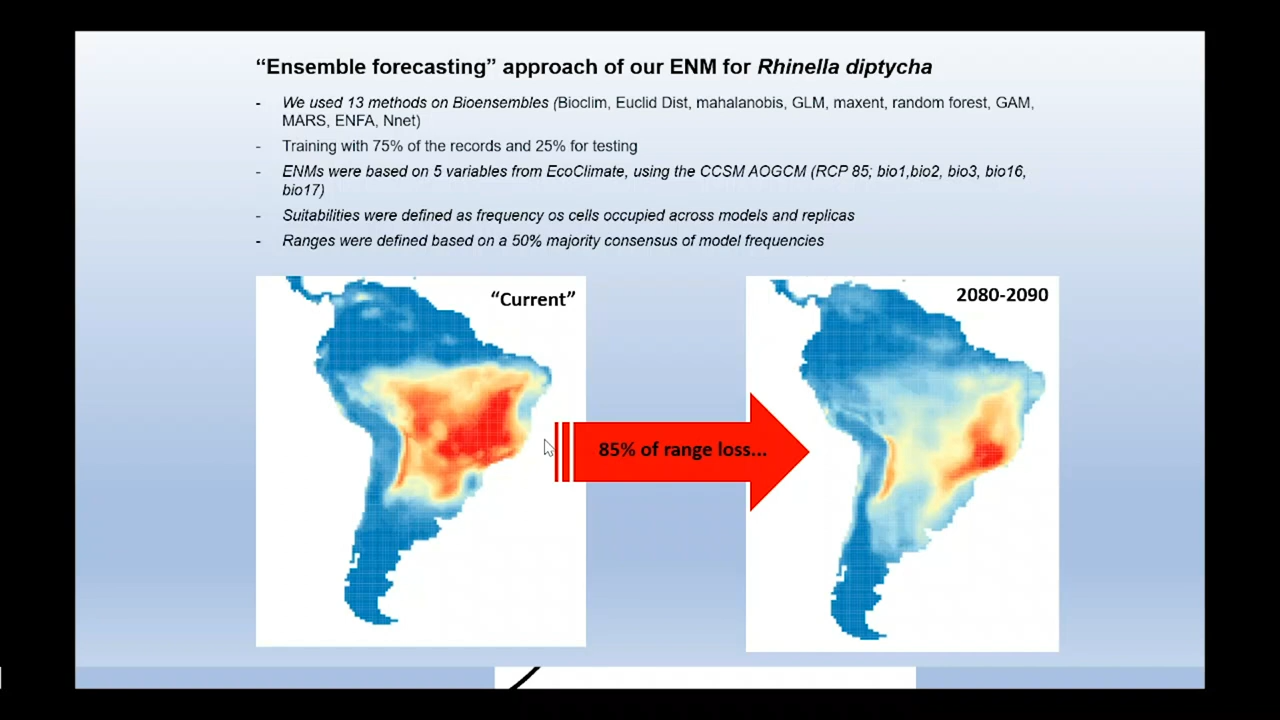 “Ensemble forecasting” approach of our ENM for Rhinella diptycha
- We used 13 methods on Bioensembles (Bioclim, Euclid Dist, mahalanobis, GLM, maxent, random forest, GAM,
MARS, ENFA, Nnet)
- Training with 75% of the records and 25% for testing
- ENMs were based on 5 variables from EcoClimate, using the CCSM AOGCM (RCP 85; bio1,bio2, bio3, bio16,
bio17)
- Suitabilities were defined as frequency os cells occupied across models and replicas
- Ranges were defined based on a 50% majority consensus of model frequencies
“Current”
2080-2090
85% of range loss...